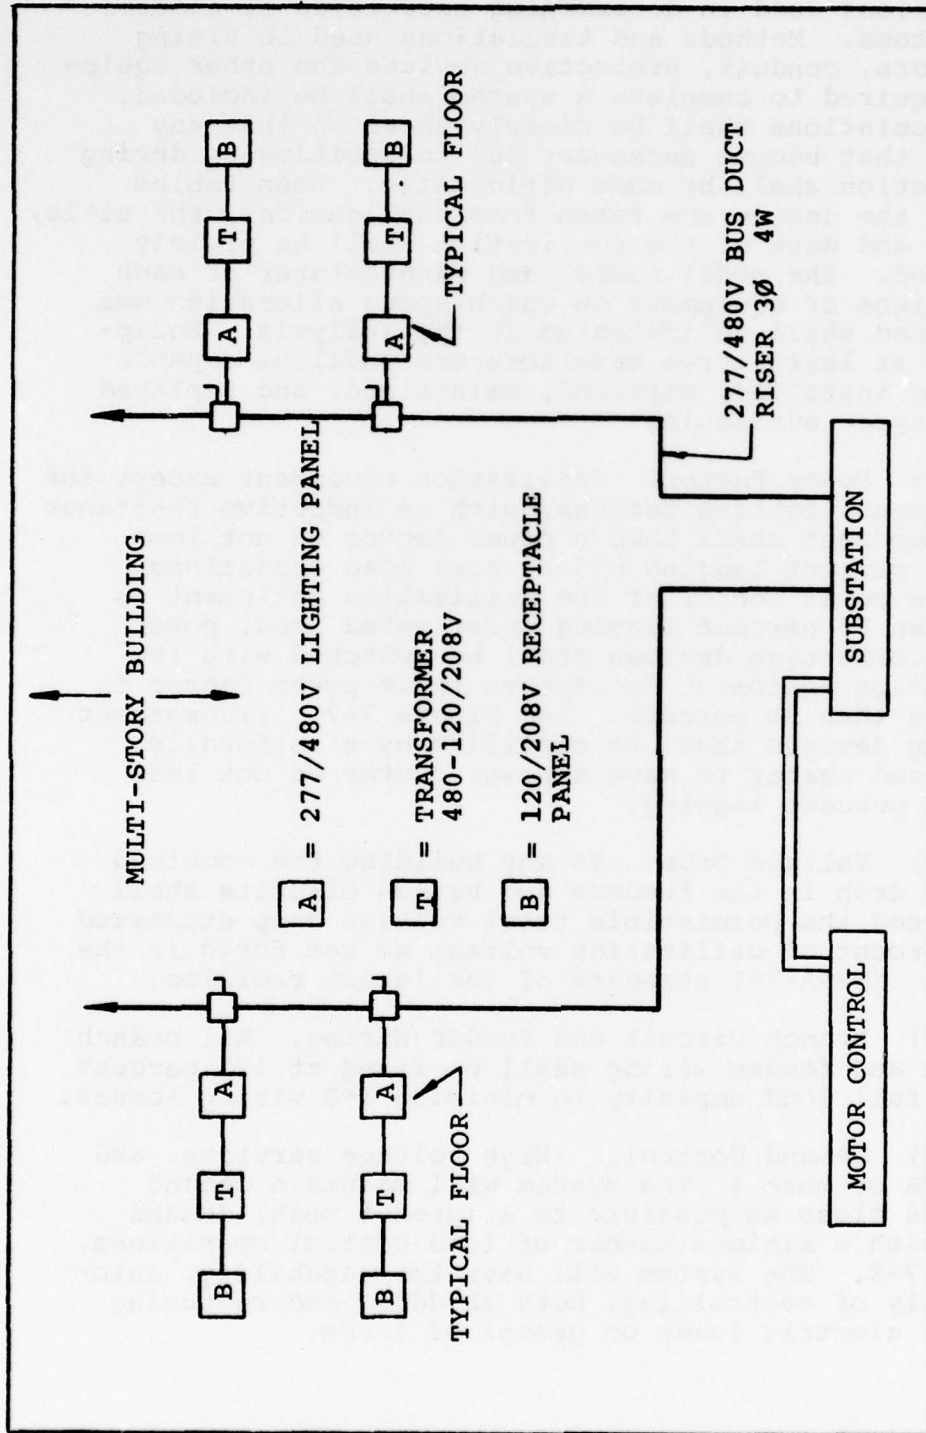 MULTI-STORY BUILDING
B T A
A T B
A = 277/480V LIGHTING PANEL
B T A
A T B
T = TRANSFORMER
480-120/208V
TYPICAL FLOOR
TYPICAL FLOOR
B = 120/208V RECEPTACLE
PANEL
277/480V BUS DUCT
RISER 3Ø 4W
MOTOR CONTROL
SUBSTATION